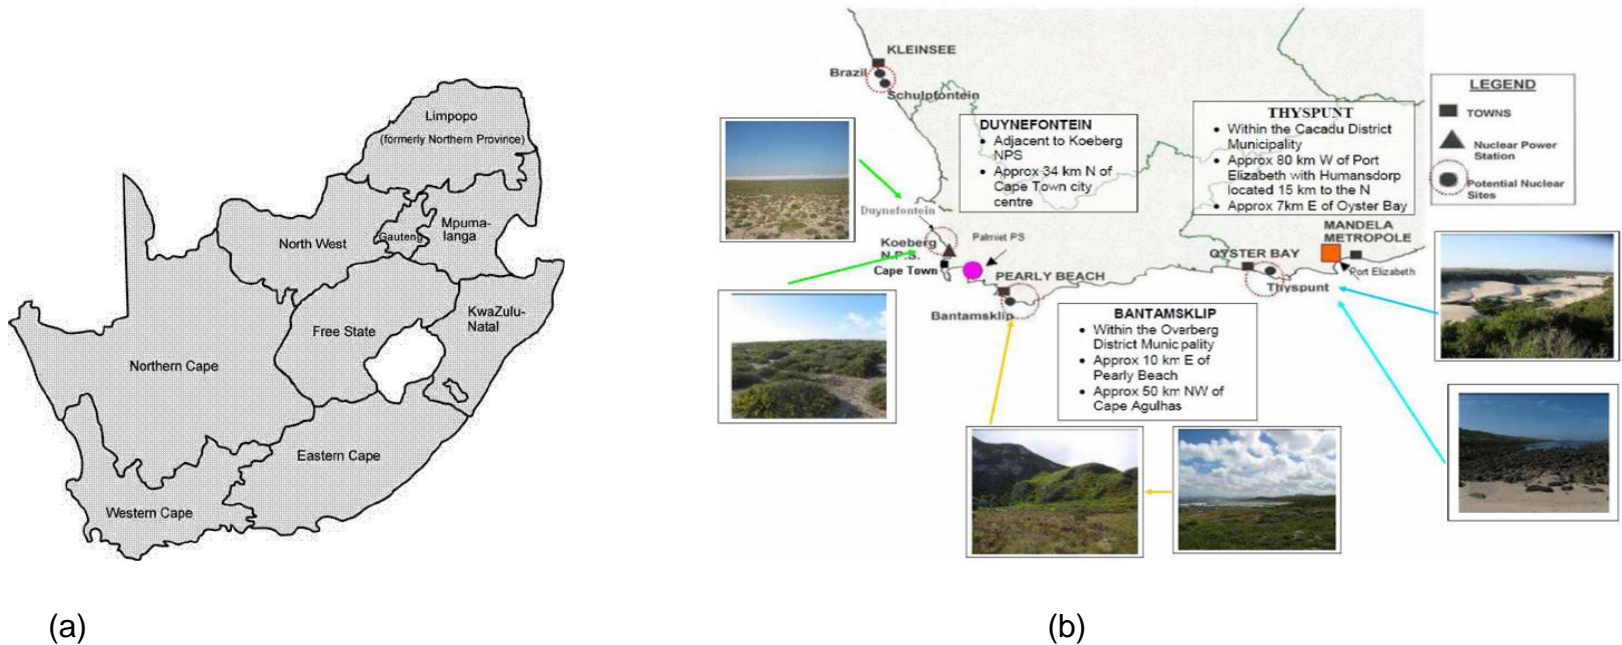 Limpopo
(formerly Northern Province)
North West
Gauteng
Mpuma-
langa
Northern Cape
Free State
KwaZulu-
Natal
Eastern Cape
Western Cape
(a)
KLEINSEE
Brazil
Schulpfontein
DUYNEFONTEIN
• Adjacent to Koeberg
NPS
• Approx 34 km N of
Cape Town city
centre
THYSPUNT
• Within the Cacadu District
Municipality
• Approx 80 km W of Port
Elizabeth with Humansdorp
located 15 km to the N
• Approx 7km E of Oyster Bay
LEGEND
TOWNS
Nuclear Power
Station
Potential Nuclear
Sites
Duynefontein
Koeberg
N.P.S.
Cape Town
Palmiet PS
PEARLY BEACH
Bantamsklip
OYSTER BAY
Thyspunt
MANDELA
METROPOLE
Port Elizabeth
BANTAMSKLIP
• Within the Overberg
District Municpality
• Approx 10 km E of
Pearly Beach
• Approx 50 km NW of
Cape Agulhas
(b)